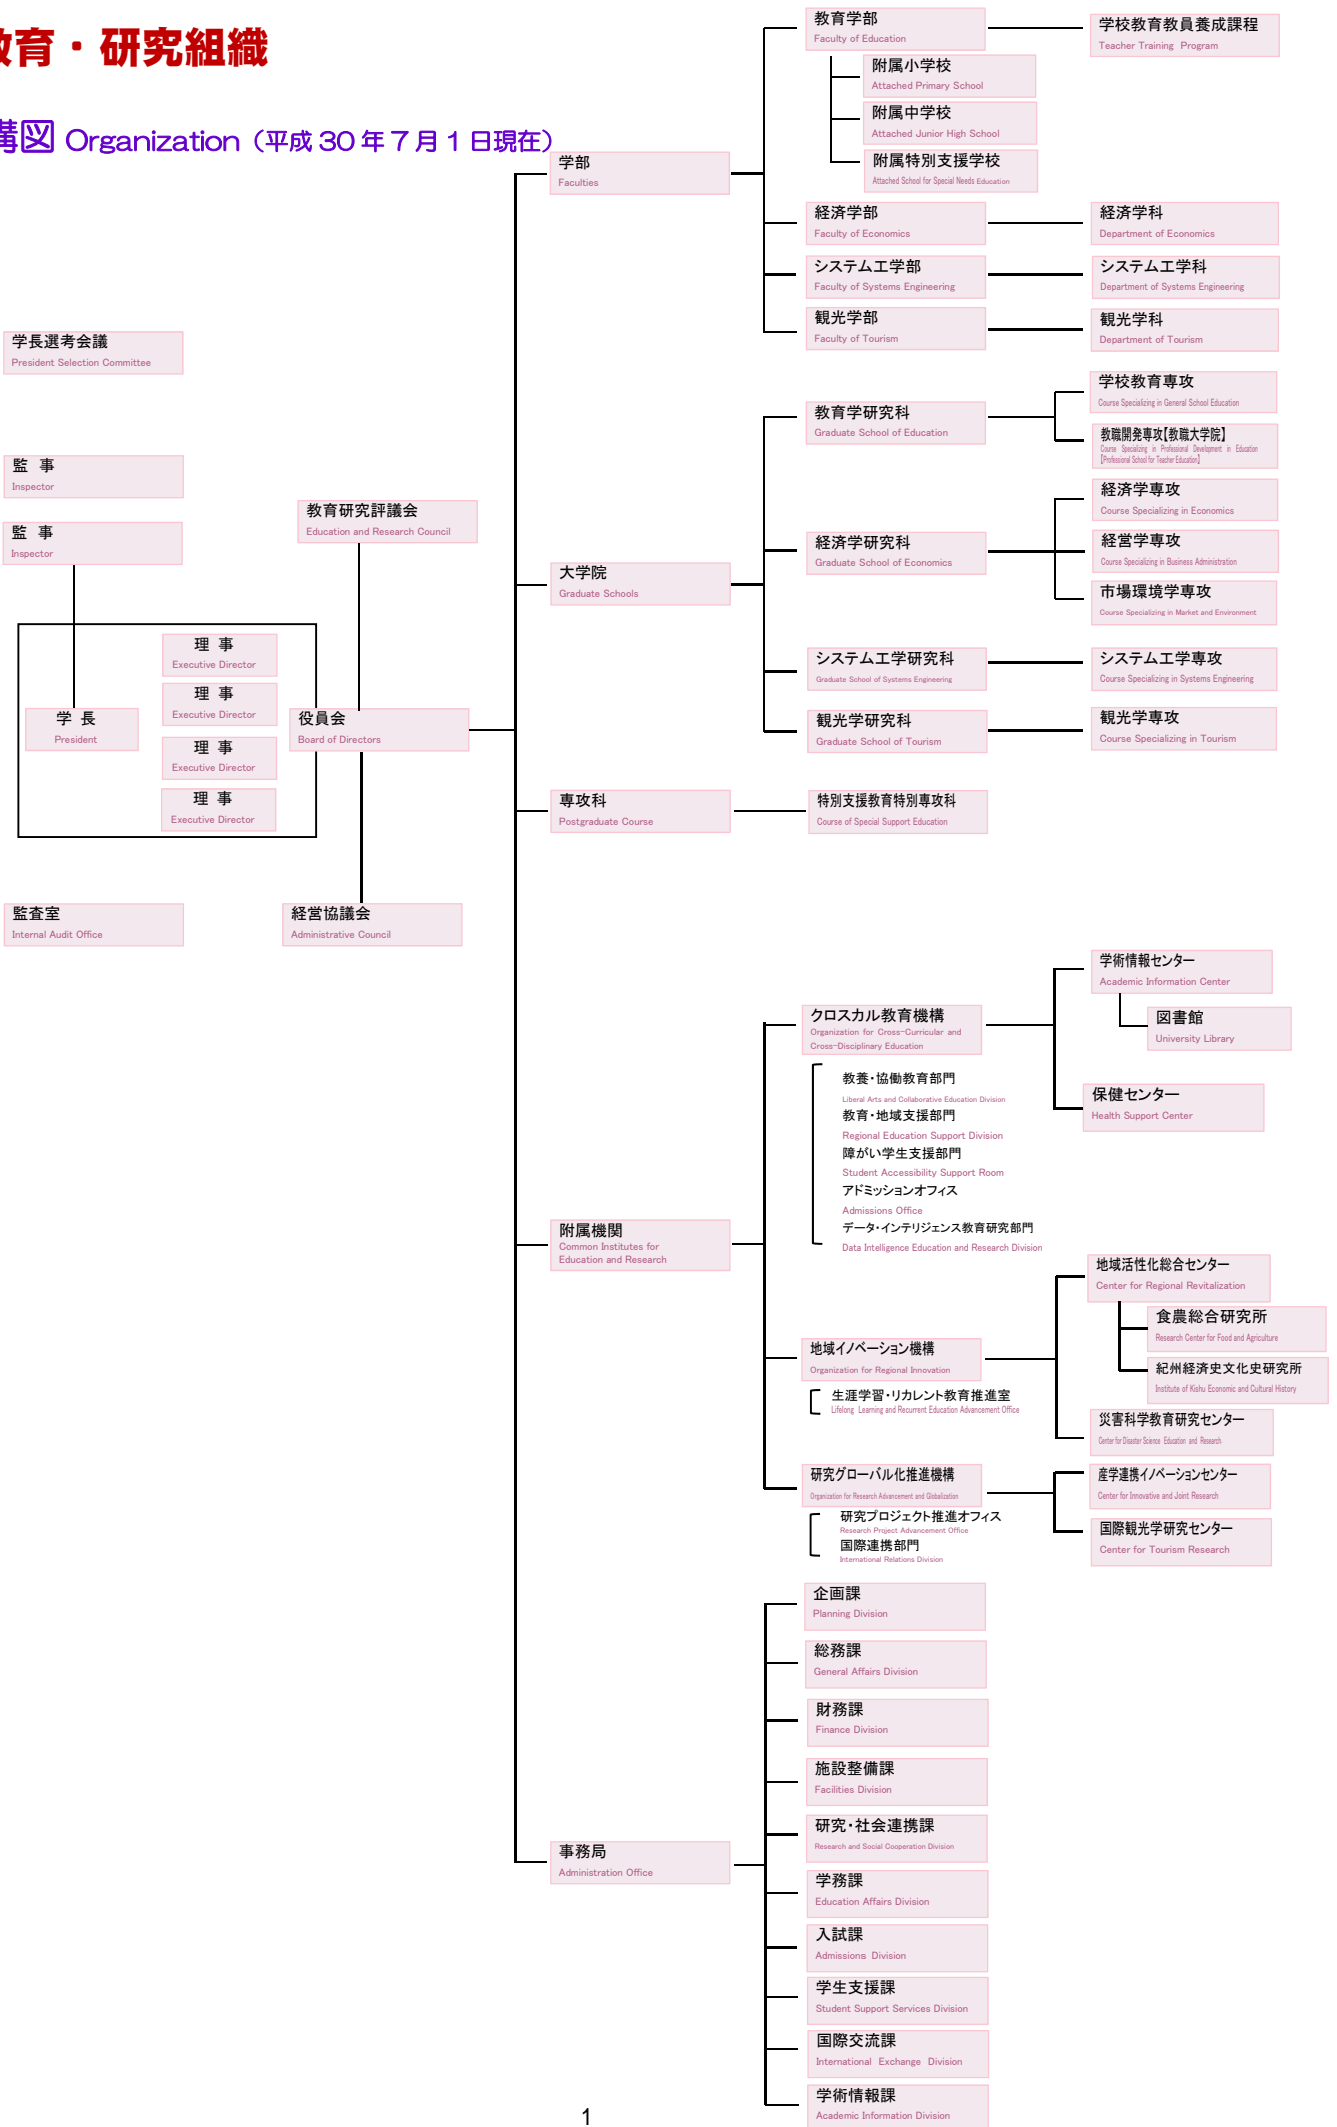 教育・研究組織
構図 Organization（平成 30 年 7 月 1 日現在）
学長選考会議
President Selection Committee
監 事
Inspector
監 事
Inspector
学 長
President
理 事
Executive Director
理 事
Executive Director
理 事
Executive Director
理 事
Executive Director
監査室
Internal Audit Office
教育研究評議会
Education and Research Council
役員会
Board of Directors
経営協議会
Administrative Council
学部
Faculties
教育学部
Faculty of Education
学校教育教員養成課程
Teacher Training Program
附属小学校
Attached Primary School
附属中学校
Attached Junior High School
附属特別支援学校
Attached School for Special Needs Education
経済学部
Faculty of Economics
経済学科
Department of Economics
システム工学部
Faculty of Systems Engineering
システム工学科
Department of Systems Engineering
観光学部
Faculty of Tourism
観光学科
Department of Tourism
大学院
Graduate Schools
教育学研究科
Graduate School of Education
学校教育専攻
Course Specializing in General School Education
教職開発専攻【教職大学院】
Course Specializing in Professional Development in Education
【Professional School for Teacher Education】
経済学研究科
Graduate School of Economics
経済学専攻
Course Specializing in Economics
経営学専攻
Course Specializing in Business Administration
市場環境学専攻
Course Specializing in Market and Environment
システム工学研究科
Graduate School of Systems Engineering
システム工学専攻
Course Specializing in Systems Engineering
観光学研究科
Graduate School of Tourism
観光学専攻
Course Specializing in Tourism
専攻科
Postgraduate Course
特別支援教育特別専攻科
Course of Special Support Education
附属機関
Common Institutes for
Education and Research
クロスカル教育機構
Organization for Cross-Curricular and
Cross-Disciplinary Education
教養・協働教育部門
Liberal Arts and Collaborative Education Division
教育・地域支援部門
Regional Education Support Division
障がい学生支援部門
Student Accessibility Support Room
アドミッションオフィス
Admissions Office
データ・インテリジェンス教育研究部門
Data Intelligence Education and Research Division
学術情報センター
Academic Information Center
図書館
University Library
保健センター
Health Support Center
地域イノベーション機構
Organization for Regional Innovation
生涯学習・リカレント教育推進室
Lifelong Learning and Recurrent Education Advancement Office
地域活性化総合センター
Center for Regional Revitalization
食農総合研究所
Research Center for Food and Agriculture
紀州経済史文化史研究所
Institute of Kishu Economic and Cultural History
災害科学教育研究センター
Center for Disaster Science Education and Research
研究グローバル化推進機構
Organization for Research Advancement and Globalization
研究プロジェクト推進オフィス
Research Project Advancement Office
国際連携部門
International Relations Division
産学連携イノベーションセンター
Center for Innovative and Joint Research
国際観光学研究センター
Center for Tourism Research
事務局
Administration Office
企画課
Planning Division
総務課
General Affairs Division
財務課
Finance Division
施設整備課
Facilities Division
研究・社会連携課
Research and Social Cooperation Division
学務課
Education Affairs Division
入試課
Admissions Division
学生支援課
Student Support Services Division
国際交流課
International Exchange Division
学術情報課
Academic Information Division
1